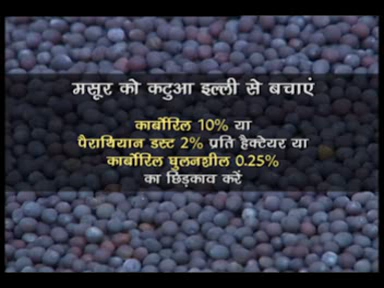 मसूर को कटुआ इल्ली से बचाएं
कार्बोरिल 10% या
पैराथियान डस्ट 2% प्रति हैक्टेयर या
कार्बोरिल घुलनशील 0.25%
का छिड़काव करें